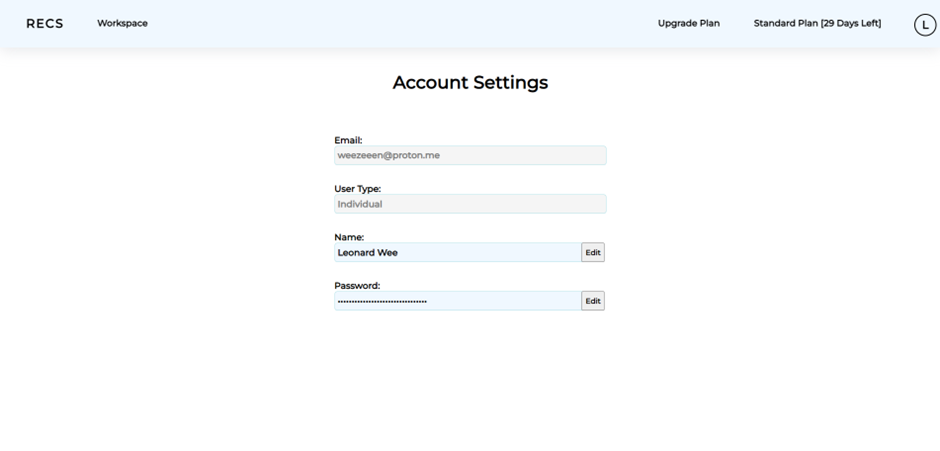 RECS Workspace Upgrade Plan Standard Plan [29 Days Left] L
Account Settings
Email:
weezeeen@proton.me
User Type:
Individual
Name:
Leonard Wee Edit
Password:
•••••••••••••••••••••••••••••••• Edit